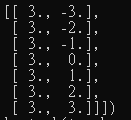 [[ 3., -3.],
[ 3., -2.],
[ 3., -1.],
[ 3., 0.],
[ 3., 1.],
[ 3., 2.],
[ 3., 3.]]])